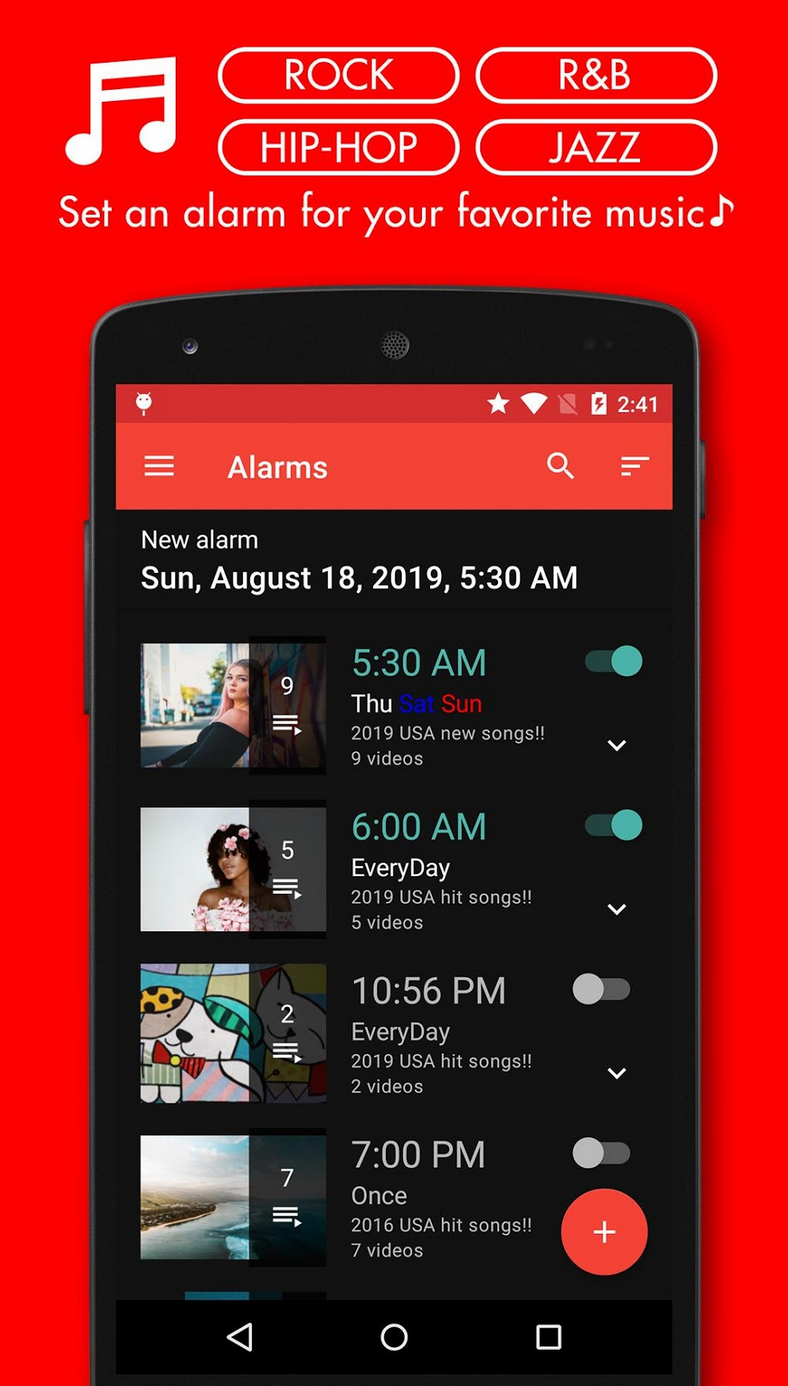 ROCK
R&B
HIP-HOP
JAZZ
Set an alarm for your favorite music♪
2:41
Alarms
New alarm
Sun, August 18, 2019, 5:30 AM
9
5:30 AM
Thu Sat Sun
2019 USA new songs!!
9 videos
5
6:00 AM
EveryDay
2019 USA hit songs!!
5 videos
2
10:56 PM
EveryDay
2019 USA hit songs!!
2 videos
7
7:00 PM
Once
2016 USA hit songs!!
7 videos